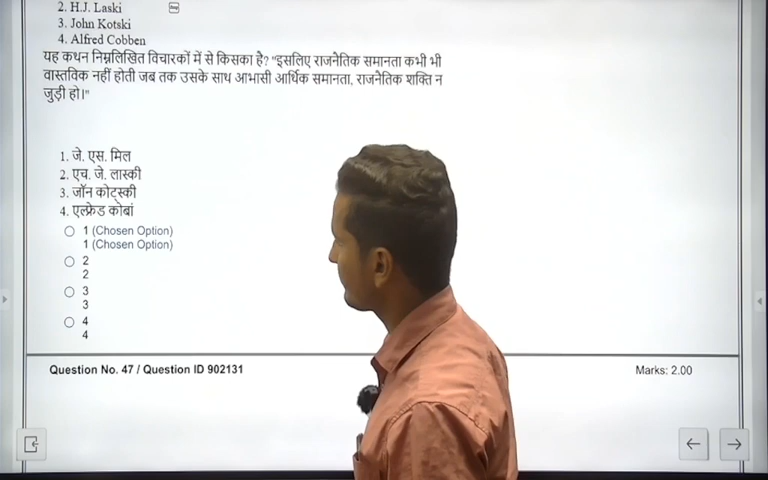 2. H.J. Laski
3. John Kotski
4. Alfred Cobben
यह कथन निम्नलिखित विचारकों में से किसका है? "इसलिए राजनैतिक समानता कभी भी
वास्तविक नहीं होती जब तक उसके साथ आभासी आर्थिक समानता, राजनैतिक शक्ति न
जुड़ी हो।"
1. जे. एस. मिल
2. एच. जे. लास्की
3. जॉन कोट्स्की
4. एल्फ्रेड कोबां
1 (Chosen Option)
1 (Chosen Option)
2
2
3
3
4
4
Question No. 47 / Question ID 902131
Marks: 2.00